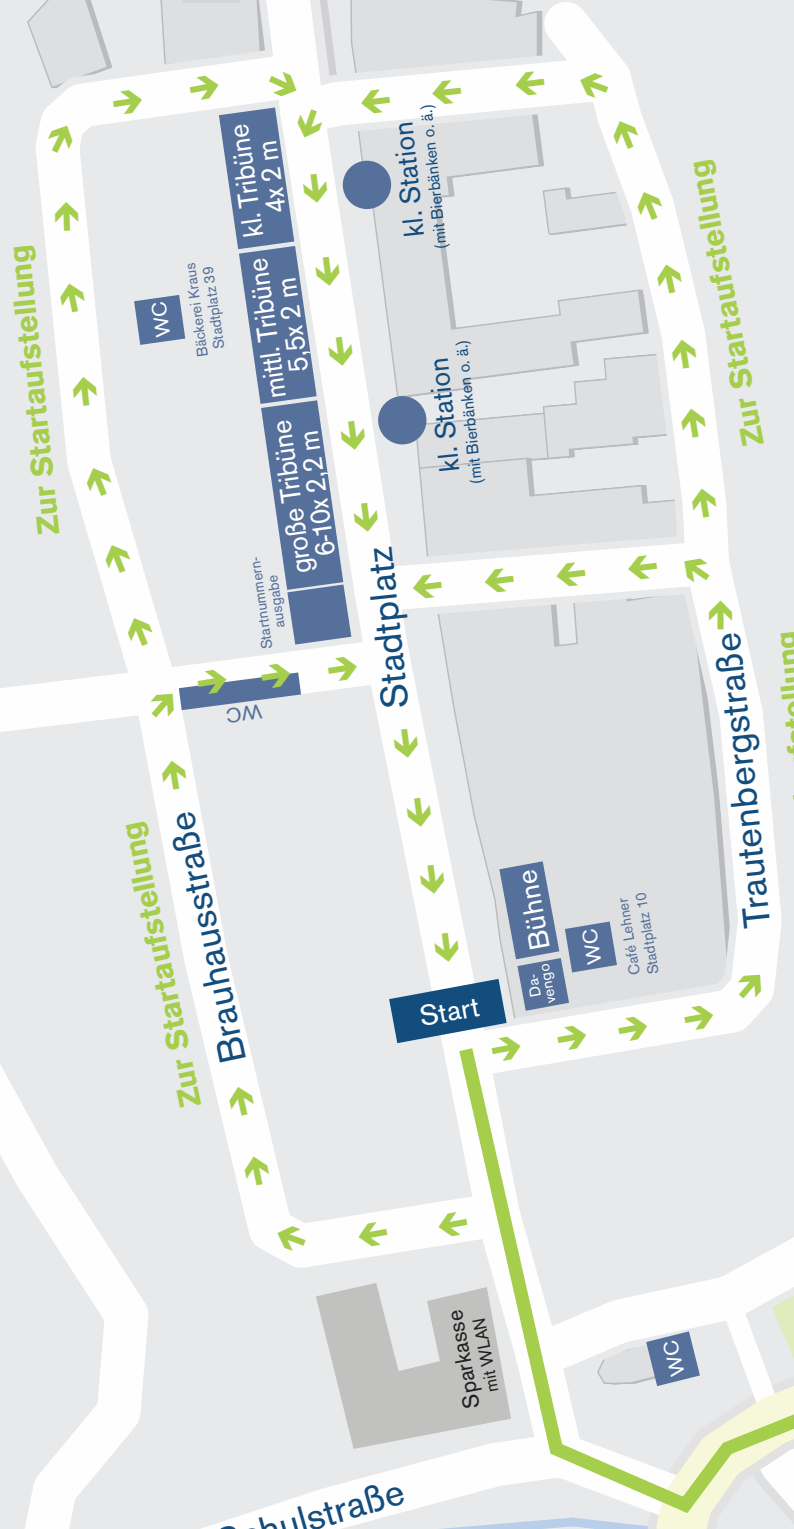 kl. Tribüne
4x 2 m
kl. Station
(mit Bierbänken o. ä.)
Zur Startaufstellung
Zur Startaufstellung
WC
Bäckerei Kraus
Stadtplatz 39
mittl. Tribüne
5,5x 2 m
kl. Station
(mit Bierbänken o. ä.)
große Tribüne
6-10x 2,2 m
Startnummern-
ausgabe
Stadtplatz
WC
Trautenbergstraße
Brauhausstraße
Zur Startaufstellung
Bühne
Da-
vengo
WC
Café Lehner
Stadtplatz 10
Start
Sparkasse
mit WLAN
WC